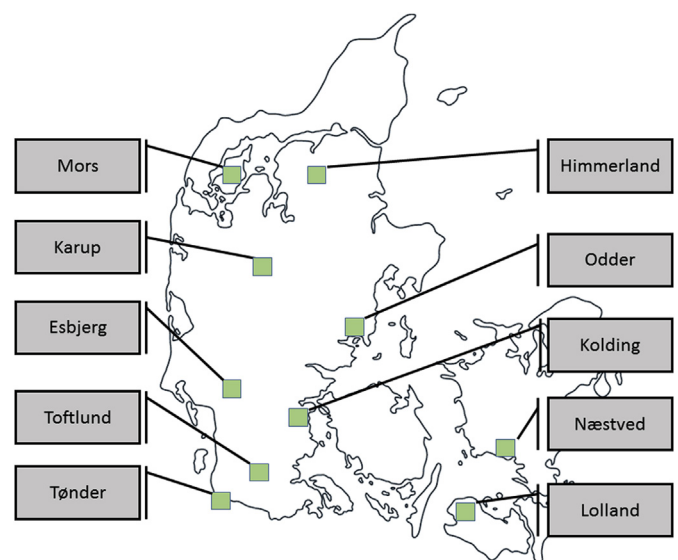 Mors
Himmerland
Karup
Odder
Esbjerg
Kolding
Toftlund
Næstved
Tønder
Lolland